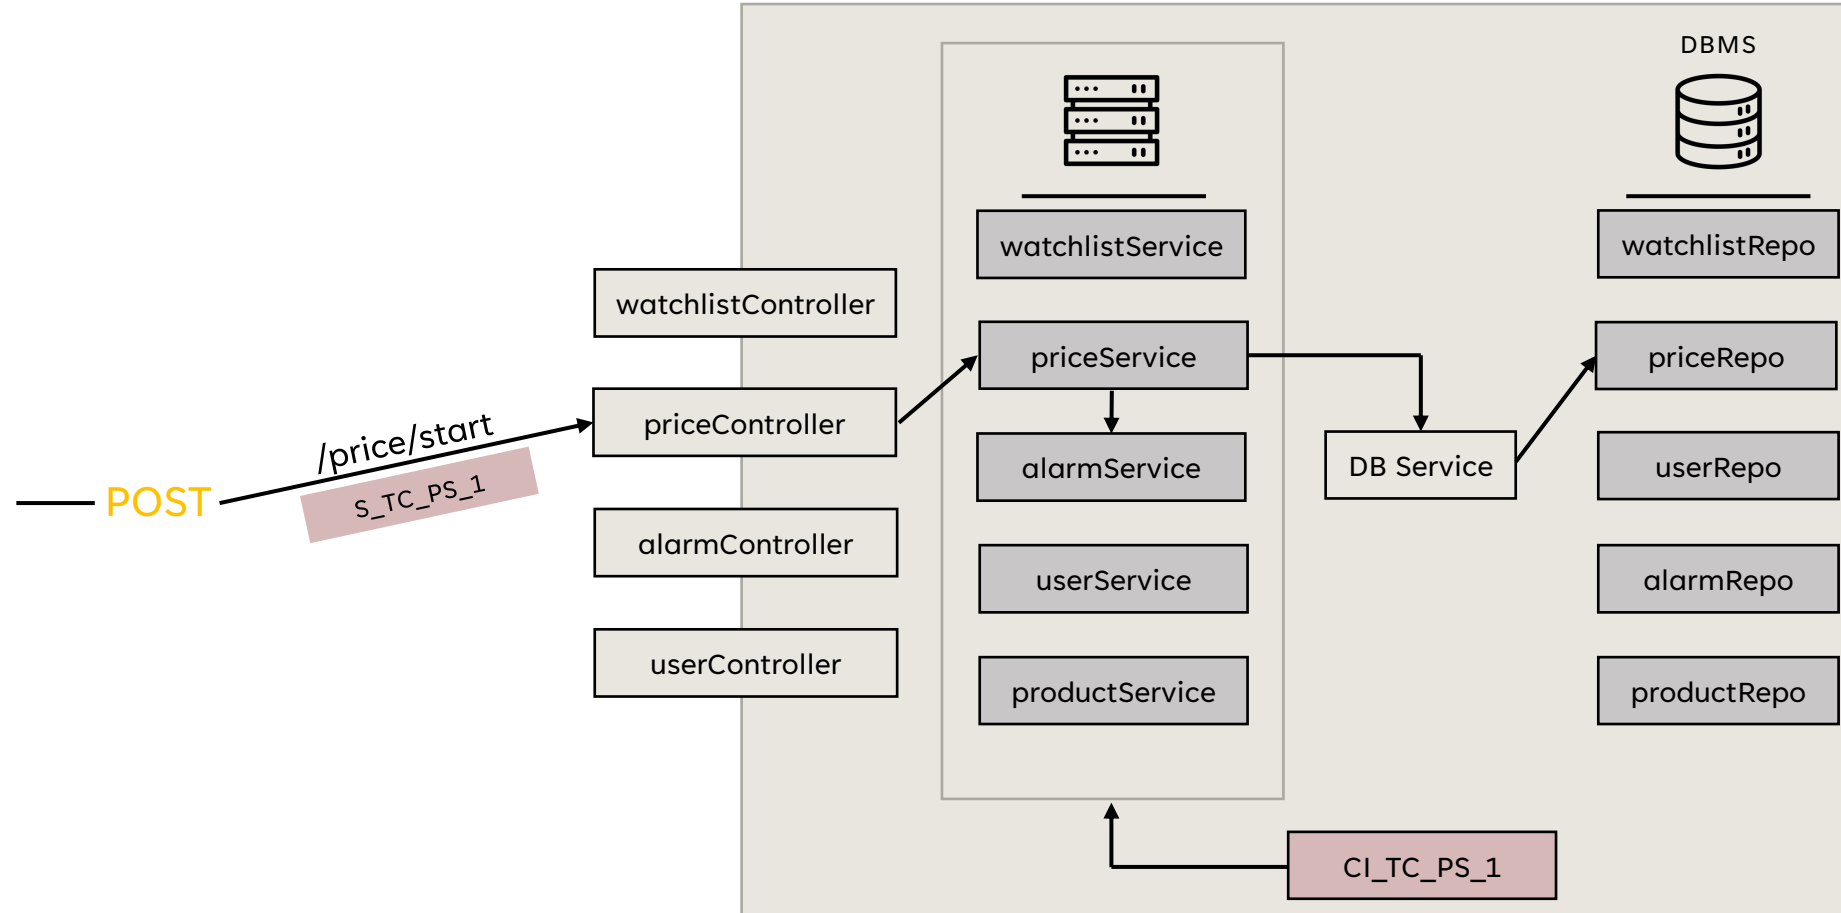 DBMS
watchlistService
watchlistRepo
watchlistController
priceService
priceRepo
/price/start
priceController
alarmService
DB Service
userRepo
POST
S_TC_PS_1
alarmController
userService
alarmRepo
userController
productService
productRepo
CI_TC_PS_1